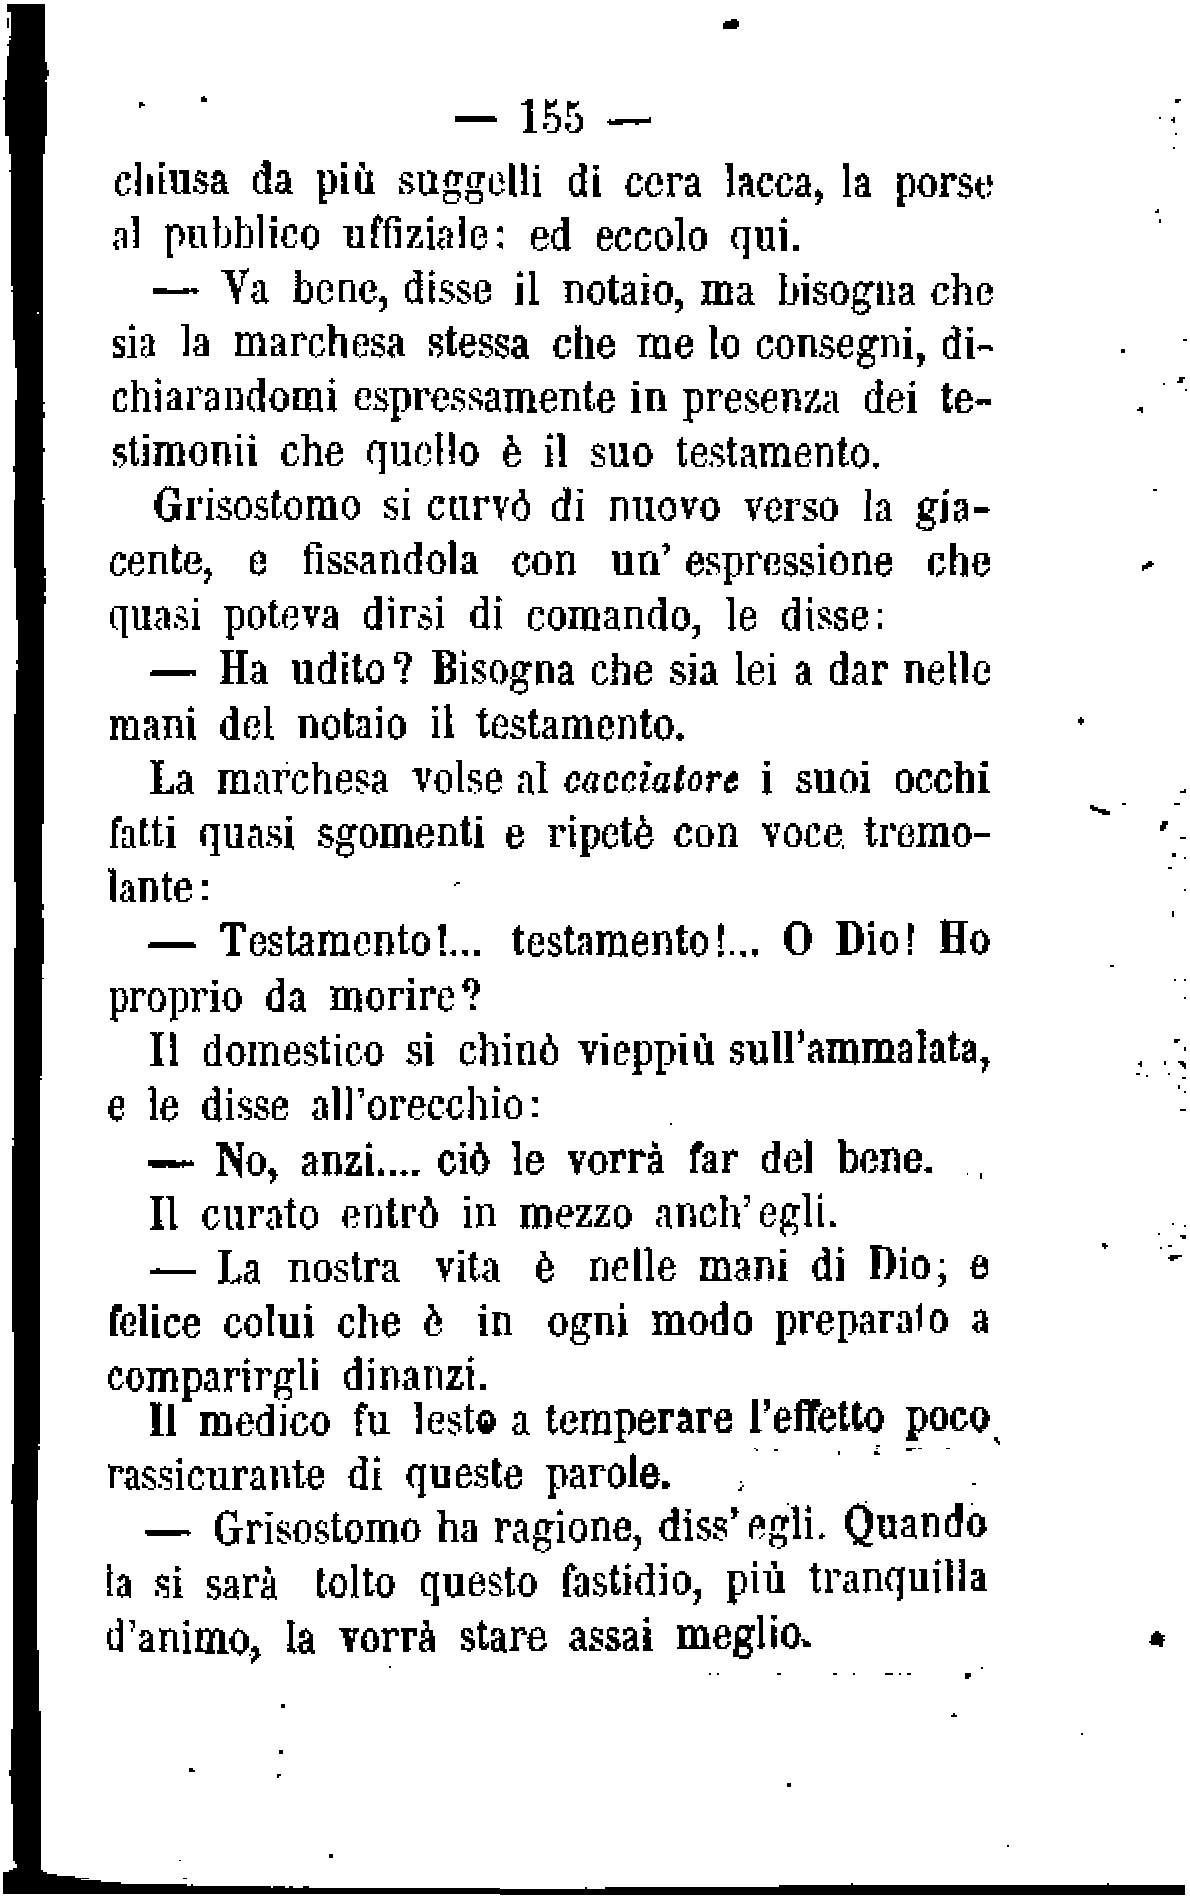 — 155 —
chiusa da più suggelli di cera lacca, la porse
al pubblico uffiziale: ed eccolo qui.
— Va bene, disse il notaio, ma bisogna che
sia la marchesa stessa che me lo consegni, di-
chiarandomi espressamente in presenza dei te-
stimonii che quello è il suo testamento.
Grisostomo si curvò di nuovo verso la gia-
cente, e fissandola con un' espressione che
quasi poteva dirsi di comando, le disse:
— Ha udito? Bisogna che sia lei a dar nelle
mani del notaio il testamento.
La marchesa volse al cacciatore i suoi occhi
fatti quasi sgomenti e ripetè con voce tremo-
lante:
— Testamento!... testamento!... O Dio! Ho
proprio da morire?
Il domestico si chinò vieppiù sull'ammalata,
e le disse all'orecchio:
— No, anzi.... ciò le vorrà far del bene.
Il curato entrò in mezzo anch'egli.
— La nostra vita è nelle mani di Dio; e
felice colui che è in ogni modo preparato a
comparirgli dinanzi.
Il medico fu lesto a temperare l'effetto poco
rassicurante di queste parole.
— Grisostomo ha ragione, diss'egli. Quando
la si sarà tolto questo fastidio, più tranquilla
d'animo, la vorrà stare assai meglio.